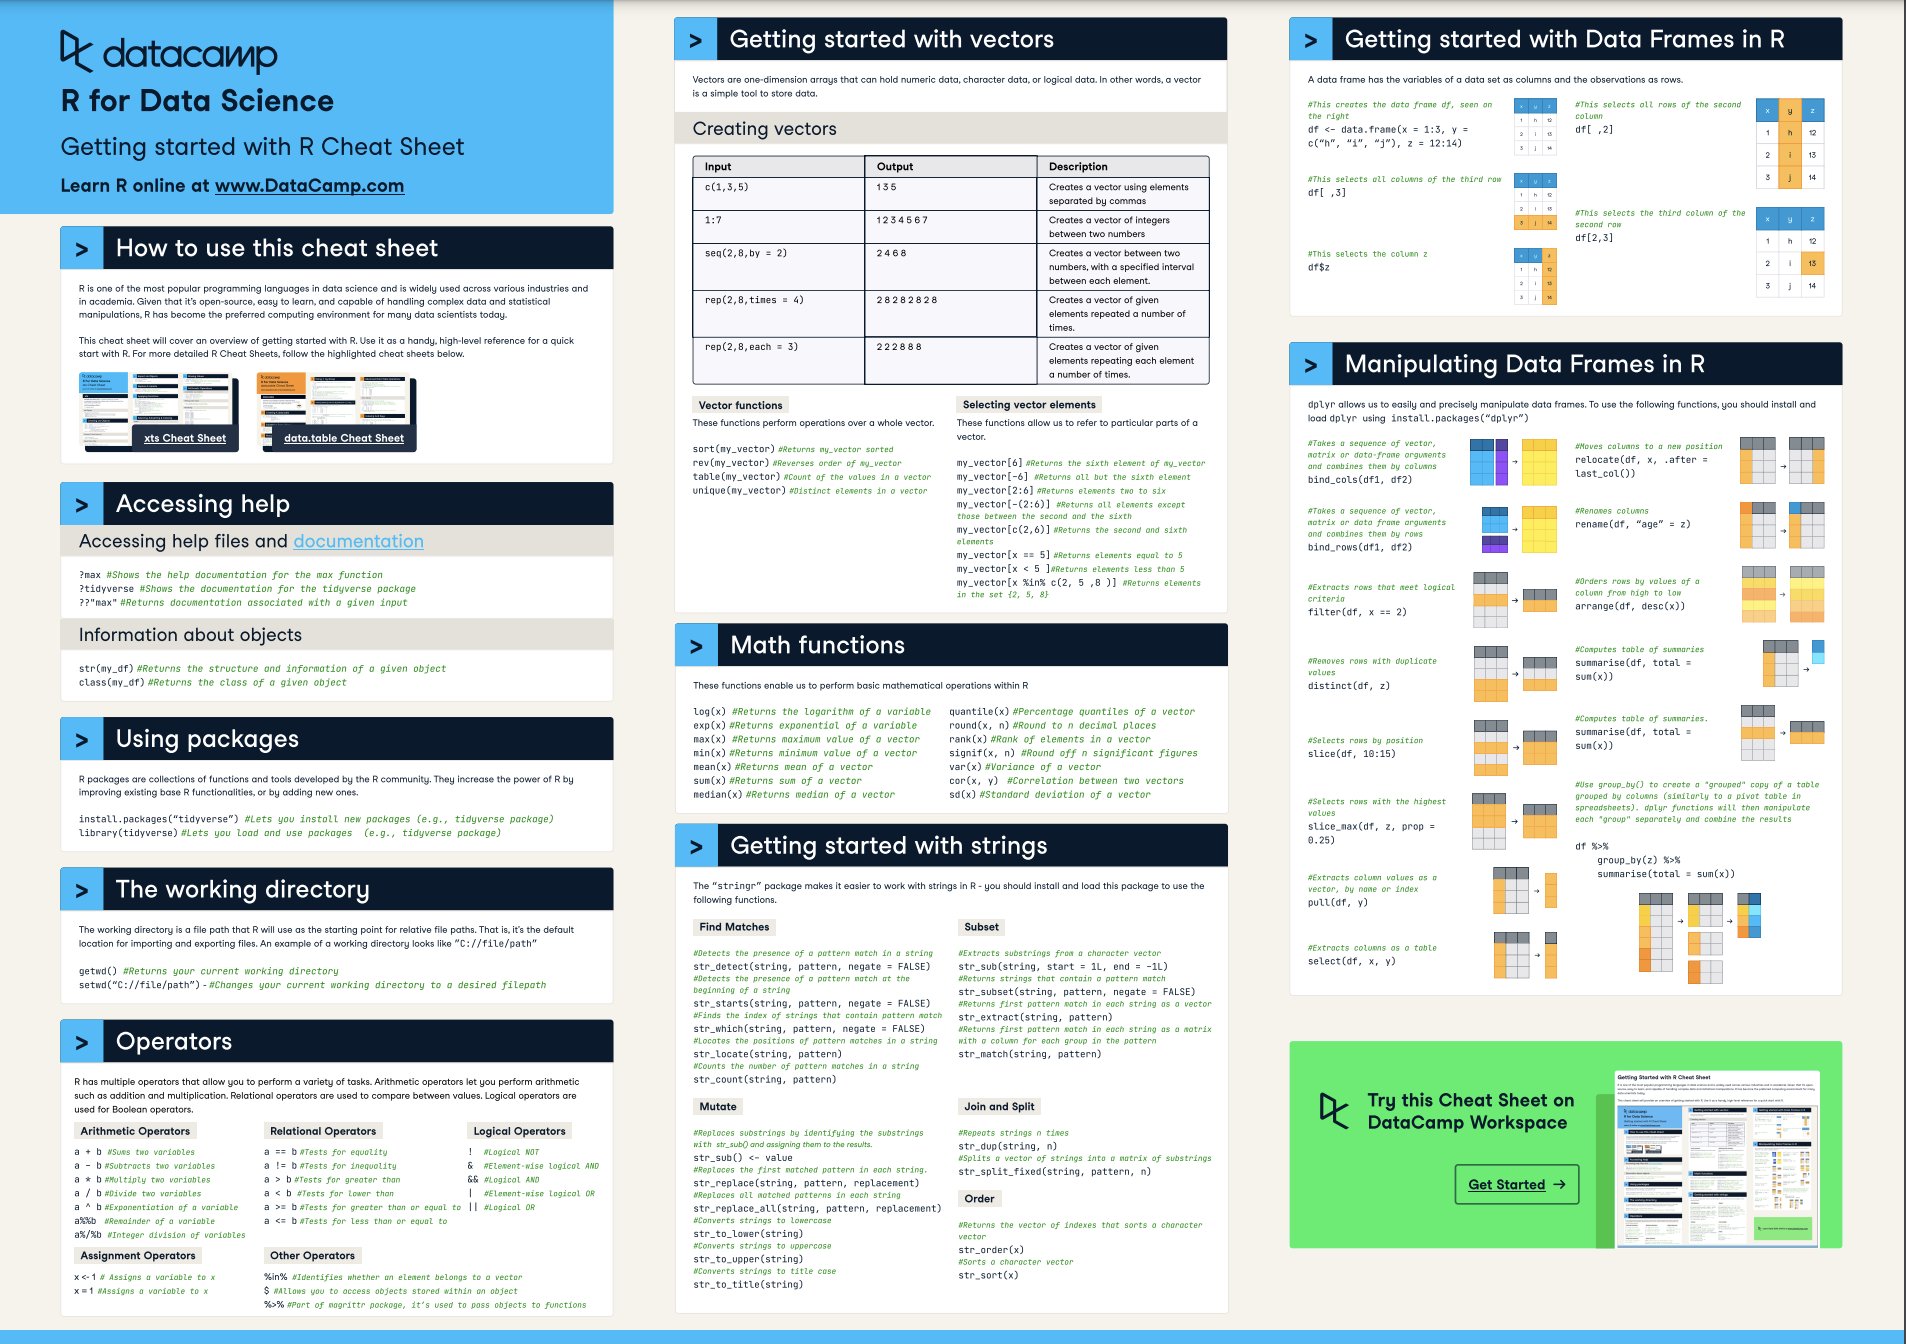 datacamp
R for Data Science
Getting started with R Cheat Sheet
Learn R online at www.DataCamp.com
> How to use this cheat sheet
R is one of the most popular programming languages in data science and is widely used across various industries and
in academia. Given that it's open-source, easy to learn, and capable of handling complex data and statistical
manipulations, R has become the preferred computing environment for many data scientists today.
This cheat sheet will cover an overview of getting started with R. Use it as a handy, high-level reference for a quick
start with R. For more detailed R Cheat Sheets, follow the highlighted cheat sheets below.
xts Cheat Sheet
data.table Cheat Sheet
> Accessing help
Accessing help files and documentation
?max #Shows the help documentation for the max function
?tidyverse #Shows the documentation for the tidyverse package
??"max" #Returns documentation associated with a given input
Information about objects
str(my_df) #Returns the structure and information of a given object
class(my_df) #Returns the class of a given object
> Using packages
R packages are collections of functions and tools developed by the R community. They increase the power of R by
improving existing base R functionalities, or by adding new ones.
install.packages(“tidyverse”) #Lets you install new packages (e.g., tidyverse package)
library(tidyverse) #Lets you load and use packages (e.g., tidyverse package)
> The working directory
The working directory is a file path that R will use as the starting point for relative file paths. That is, it's the default
location for importing and exporting files. An example of a working directory looks like ”C://file/path"
getwd() #Returns your current working directory
setwd(“C://file/path”) - #Changes your current working directory to a desired filepath
> Operators
R has multiple operators that allow you to perform a variety of tasks. Arithmetic operators let you perform arithmetic
such as addition and multiplication. Relational operators are used to compare between values. Logical operators are
used for Boolean operators.
Arithmetic Operators
a + b #Sums two variables
a - b #Subtracts two variables
a * b #Multiply two variables
a / b #Divide two variables
a ^ b #Exponentiation of a variable
a%%b #Remainder of a variable
a%/%b #Integer division of variables
Relational Operators
a == b #Tests for equality
a != b #Tests for inequality
a > b #Tests for greater than
a < b #Tests for lower than
a >= b #Tests for greater than or equal to
a <= b #Tests for less than or equal to
Logical Operators
! #Logical NOT
& #Element-wise logical AND
&& #Logical AND
| #Element-wise logical OR
|| #Logical OR
Assignment Operators
x <- 1 # Assigns a variable to x
x = 1 #Assigns a variable to x
Other Operators
%in% #Identifies whether an element belongs to a vector
$ #Allows you to access objects stored within an object
%>% #Part of magrittr package, it's used to pass objects to functions
> Getting started with vectors
Vectors are one-dimension arrays that can hold numeric data, character data, or logical data. In other words, a vector
is a simple tool to store data.
Creating vectors
Input Output Description
c(1,3,5) 1 3 5 Creates a vector using elements
separated by commas
1:7 1 2 3 4 5 6 7 Creates a vector of integers
between two numbers
seq(2,8,by = 2) 2 4 6 8 Creates a vector between two
numbers, with a specified interval
between each element.
rep(2,8,times = 4) 2 8 2 8 2 8 2 8 Creates a vector of given
elements repeated a number of
times.
rep(2,8,each = 3) 2 2 2 8 8 8 Creates a vector of given
elements repeating each element
a number of times.
Vector functions
These functions perform operations over a whole vector.
sort(my_vector) #Returns my_vector sorted
rev(my_vector) #Reverses order of my_vector
table(my_vector) #Count of the values in a vector
unique(my_vector) #Distinct elements in a vector
Selecting vector elements
These functions allow us to refer to particular parts of a
vector.
my_vector[6] #Returns the sixth element of my_vector
my_vector[-6] #Returns all but the sixth element
my_vector[2:6] #Returns elements two to six
my_vector[-(2:6)] #Returns all elements except
those between the second and the sixth
my_vector[c(2,6)] #Returns the second and sixth
elements
my_vector[x == 5] #Returns elements equal to 5
my_vector[x < 5 ] #Returns elements less than 5
my_vector[x %in% c(2, 5 ,8 )] #Returns elements
in the set {2, 5, 8}
> Math functions
These functions enable us to perform basic mathematical operations within R
log(x) #Returns the logarithm of a variable
exp(x) #Returns exponential of a variable
max(x) #Returns maximum value of a vector
min(x) #Returns minimum value of a vector
mean(x) #Returns mean of a vector
sum(x) #Returns sum of a vector
median(x) #Returns median of a vector
quantile(x) #Percentage quantiles of a vector
round(x, n) #Round to n decimal places
rank(x) #Rank of elements in a vector
signif(x, n) #Round off n significant figures
var(x) #Variance of a vector
cor(x, y) #Correlation between two vectors
sd(x) #Standard deviation of a vector
> Getting started with strings
The “stringr” package makes it easier to work with strings in R - you should install and load this package to use the
following functions.
Find Matches
#Detects the presence of a pattern match in a string
str_detect(string, pattern, negate = FALSE)
#Detects the presence of a pattern match at the
beginning of a string
str_starts(string, pattern, negate = FALSE)
#Finds the index of strings that contain pattern match
str_which(string, pattern, negate = FALSE)
#Locates the positions of pattern matches in a string
str_locate(string, pattern)
#Counts the number of pattern matches in a string
str_count(string, pattern)
Subset
#Extracts substrings from a character vector
str_sub(string, start = 1L, end = -1L)
#Returns strings that contain a pattern match
str_subset(string, pattern, negate = FALSE)
#Returns first pattern match in each string as a vector
str_extract(string, pattern)
#Returns first pattern match in each string as a matrix
with a column for each group in the pattern
str_match(string, pattern)
Mutate
#Replaces substrings by identifying the substrings
with str_sub() and assigning them to the results.
str_sub() <- value
#Replaces the first matched pattern in each string.
str_replace(string, pattern, replacement)
#Replaces all matched patterns in each string
str_replace_all(string, pattern, replacement)
#Converts strings to lowercase
str_to_lower(string)
#Converts strings to uppercase
str_to_upper(string)
#Converts strings to title case
str_to_title(string)
Join and Split
#Repeats strings n times
str_dup(string, n)
#Splits a vector of strings into a matrix of substrings
str_split_fixed(string, pattern, n)
Order
#Returns the vector of indexes that sorts a character
vector
str_order(x)
#Sorts a character vector
str_sort(x)
> Getting started with Data Frames in R
A data frame has the variables of a data set as columns and the observations as rows.
#This creates the data frame df, seen on
the right
df <- data.frame(x = 1:3, y =
c(“h”, “i”, “j”), z = 12:14)
x y z
1 h 12
2 i 13
3 j 14
#This selects all columns of the third row
df[ ,3]
x y z
1 h 12
2 i 13
3 j 14
#This selects the column z
df$z
x y z
1 h 12
2 i 13
3 j 14
#This selects all rows of the second
column
df[ ,2]
x y z
1 h 12
2 i 13
3 j 14
#This selects the third column of the
second row
df[2,3]
x y z
1 h 12
2 i 13
3 j 14
> Manipulating Data Frames in R
dplyr allows us to easily and precisely manipulate data frames. To use the following functions, you should install and
load dplyr using install.packages(“dplyr”)
#Takes a sequence of vector,
matrix or data-frame arguments
and combines them by columns
bind_cols(df1, df2)
#Takes a sequence of vector,
matrix or data frame arguments
and combines them by rows
bind_rows(df1, df2)
#Extracts rows that meet logical
criteria
filter(df, x == 2)
#Removes rows with duplicate
values
distinct(df, z)
#Selects rows by position
slice(df, 10:15)
#Selects rows with the highest
values
slice_max(df, z, prop =
0.25)
#Extracts column values as a
vector, by name or index
pull(df, y)
#Extracts columns as a table
select(df, x, y)
#Moves columns to a new position
relocate(df, x, .after =
last_col())
#Renames columns
rename(df, “age” = z)
#Orders rows by values of a
column from high to low
arrange(df, desc(x))
#Computes table of summaries
summarise(df, total =
sum(x))
#Computes table of summaries.
summarise(df, total =
sum(x))
#Use group_by() to create a "grouped" copy of a table
grouped by columns (similarly to a pivot table in
spreadsheets). dplyr functions will then manipulate
each "group" separately and combine the results
df %>%
group_by(z) %>%
summarise(total = sum(x))
Try this Cheat Sheet on
DataCamp Workspace
Get Started →
Getting Started with R Cheat Sheet